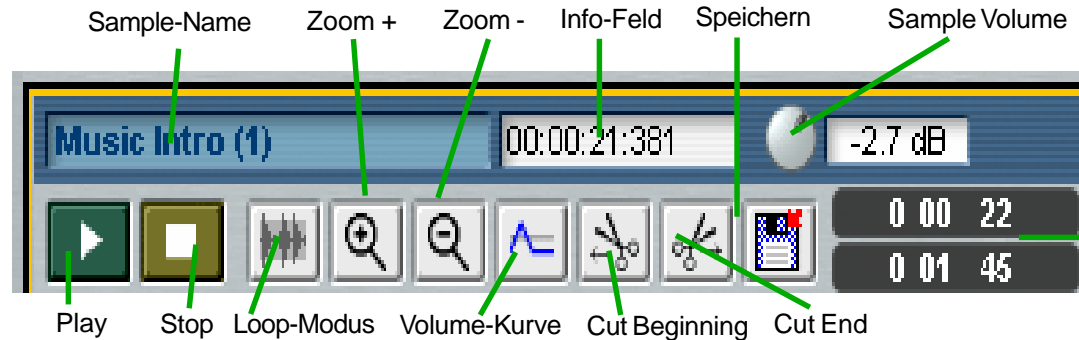 Sample-Name Zoom + Zoom - Info-Feld Speichern Sample Volume
Music Intro (1) 00:00:21:381 -2.7 dB
0 00 22
0 01 45
Play Stop Loop-Modus Volume-Kurve Cut Beginning Cut End